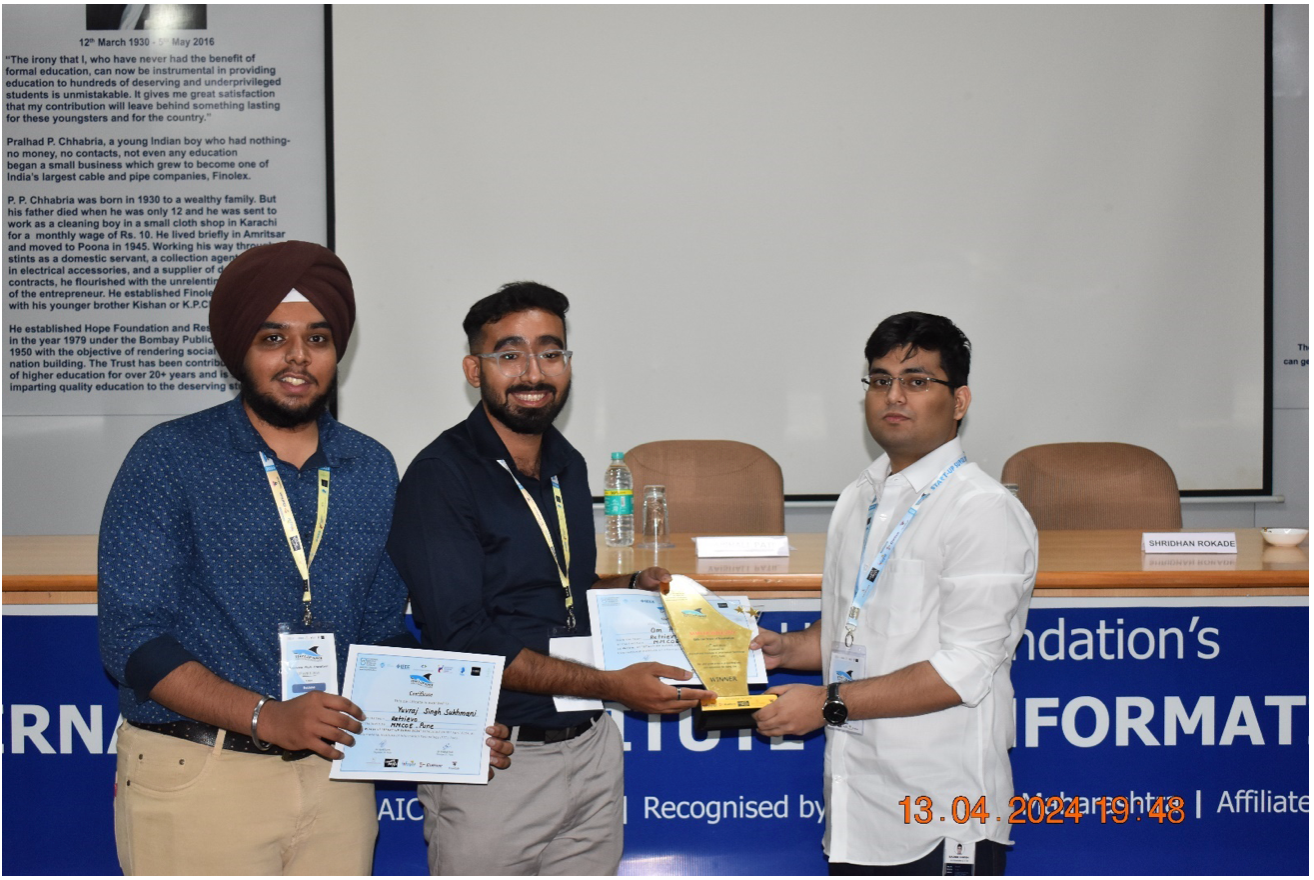 12th March 1930 - 5th May 2016
"The irony that I, who have never had the benefit of
formal education, can now be instrumental in providing
education to hundreds of deserving and underprivileged
students is unmistakable. It gives me great satisfaction
that my contribution will leave behind something lasting
for these youngsters and for the country."
Pralhad P. Chhabria, a young Indian boy who had nothing-
no money, no contacts, not even any education
began a small business which grew to become one of
India's largest cable and pipe companies, Finolex.
P. P. Chhabria was born in 1930 to a wealthy family. But
his father died when he was only 12 and he was sent to
work as a cleaning boy in a small cloth shop in Karachi
for a monthly wage of Rs. 10. He lived briefly in Amritsar
and moved to Poona in 1945. Working his way
stints as a domestic servant, a collection agent
in electrical accessories, and a supplier of
contracts, he flourished with the
of the entrepreneur. He established
with his younger brother Kishan or
He established Hope Foundation and
in the year 1979 under the Bombay Public
1950 with the objective of rendering social
nation building. The Trust has been
of higher education for over 20+ years and is
imparting quality education to the deserving
can
SHRIDHAN ROKADE
Certificate
Yuvraj Singh Sukhmani
Retrievo
MMCOE, Pune
Om
WINNER
ndation's
ERNA
ITUTE
NFORMAT
AIC
| Recognised by
Maharashtra | Affiliate
13.04.2024 19:48